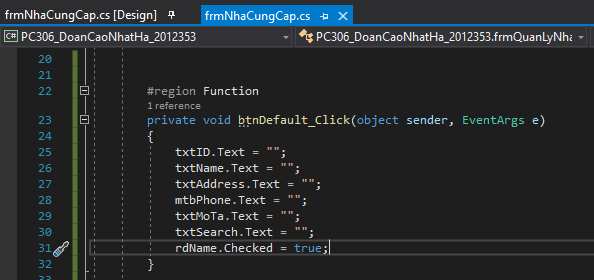 frmNhaCungCap.cs [Design]
frmNhaCungCap.cs
C# PC306_DoanCaoNhatHa_2012353
PC306_DoanCaoNhatHa_2012353.frmQuanLyNha
20
21
22 #region Function
1 reference
23 private void btnDefault_Click(object sender, EventArgs e)
24 {
25 txtID.Text = "";
26 txtName.Text = "";
27 txtAddress.Text = "";
28 mtbPhone.Text = "";
29 txtMoTa.Text = "";
30 txtSearch.Text = "";
31 rdName.Checked = true;
32 }